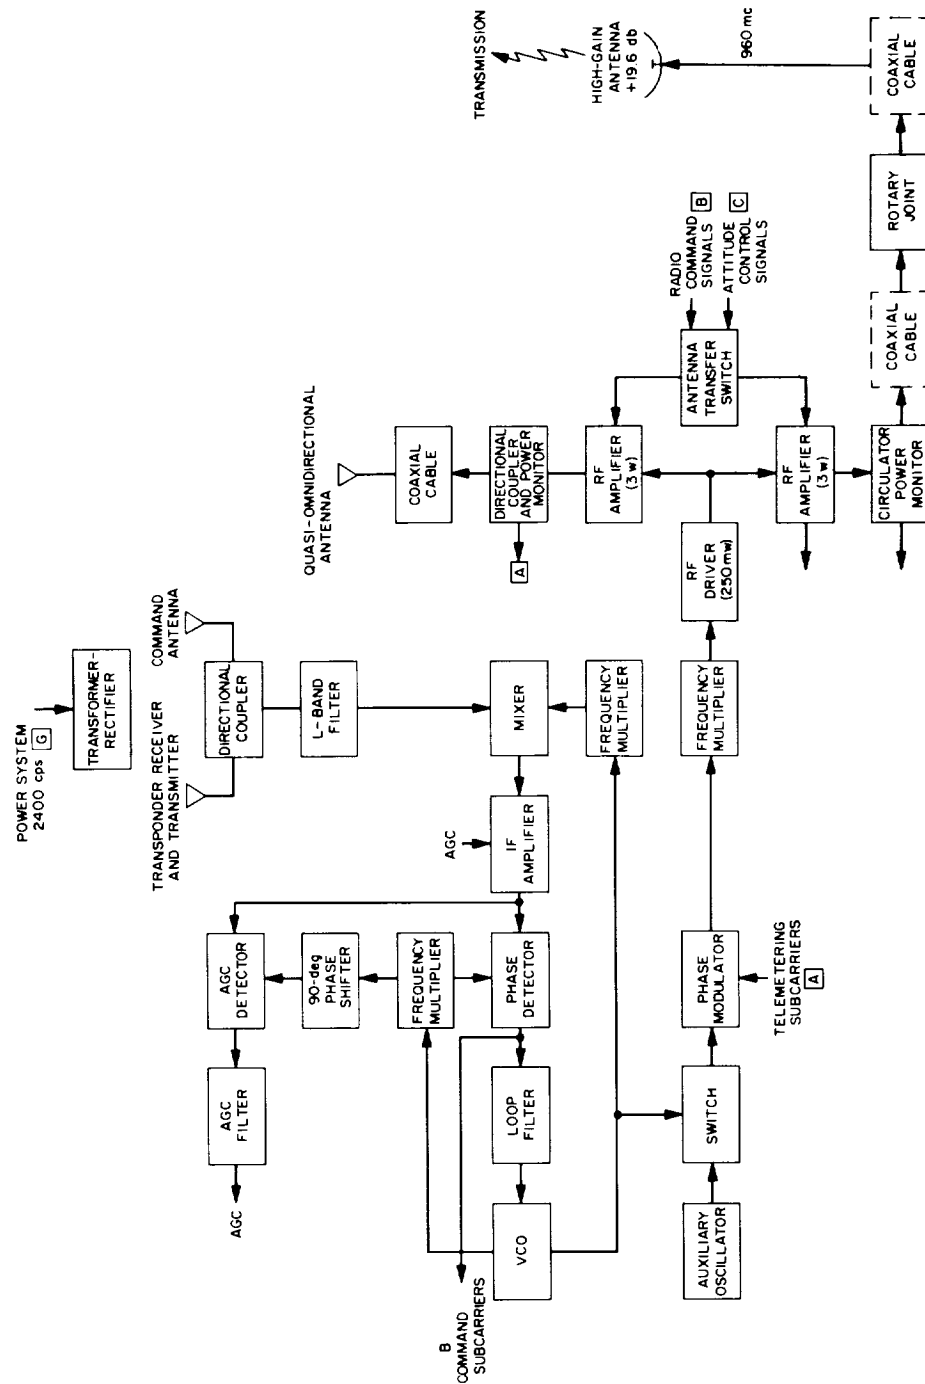 POWER SYSTEM
2400 cps G
TRANSFORMER-
RECTIFIER
TRANSPONDER RECEIVER
AND TRANSMITTER
COMMAND
ANTENNA
DIRECTIONAL
COUPLER
L-BAND
FILTER
MIXER
FREQUENCY
MULTIPLIER
AGC
IF
AMPLIFIER
AGC
DETECTOR
90-deg
PHASE
SHIFTER
FREQUENCY
MULTIPLIER
PHASE
DETECTOR
AGC
FILTER
AGC
LOOP
FILTER
VCO
B
COMMAND
SUBCARRIERS
AUXILIARY
OSCILLATOR
SWITCH
PHASE
MODULATOR
TELEMETERING
SUBCARRIERS
A
FREQUENCY
MULTIPLIER
RF
DRIVER
(250 mw)
QUASI-OMNIDIRECTIONAL
ANTENNA
COAXIAL
CABLE
DIRECTIONAL
COUPLER
AND POWER
MONITOR
A
RF
AMPLIFIER
(3 w)
ANTENNA
TRANSFER
SWITCH
RADIO
COMMAND B
SIGNALS
ATTITUDE
CONTROL C
SIGNALS
RF
AMPLIFIER
(3 w)
CIRCULATOR
POWER
MONITOR
COAXIAL
CABLE
ROTARY
JOINT
COAXIAL
CABLE
960 mc
HIGH-GAIN
ANTENNA
+19.6 db
TRANSMISSION